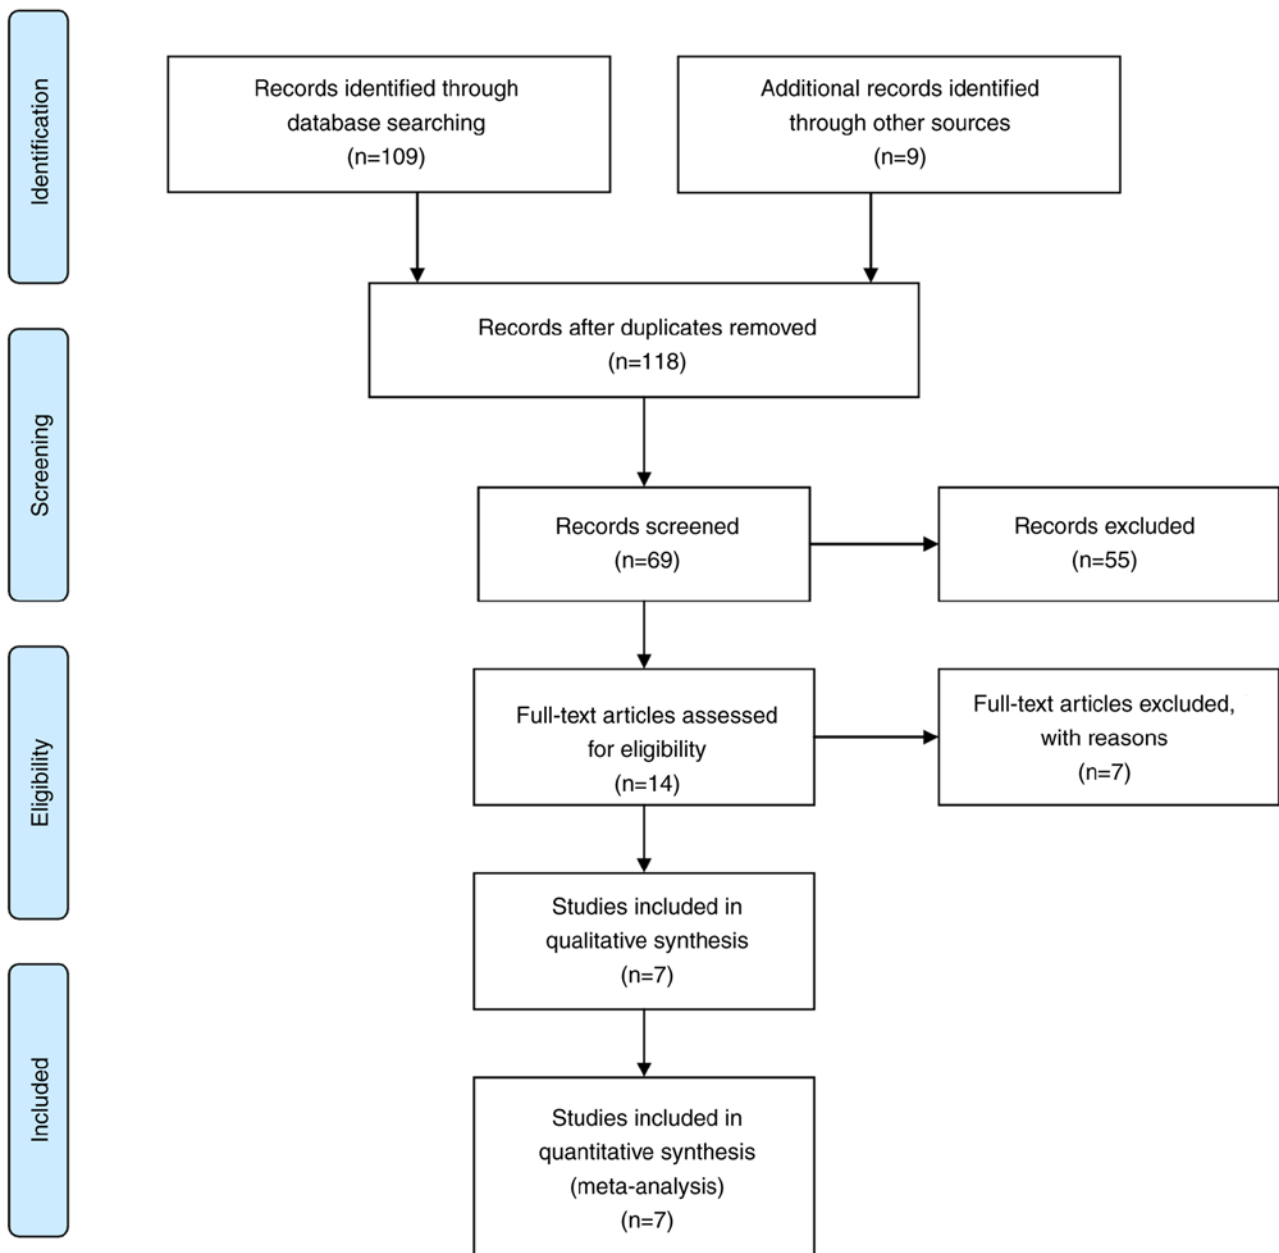 Identification
Records identified through
database searching
(n=109)
Additional records identified
through other sources
(n=9)
Records after duplicates removed
(n=118)
Screening
Records screened
(n=69)
Records excluded
(n=55)
Eligibility
Full-text articles assessed
for eligibility
(n=14)
Full-text articles excluded,
with reasons
(n=7)
Studies included in
qualitative synthesis
(n=7)
Included
Studies included in
quantitative synthesis
(meta-analysis)
(n=7)